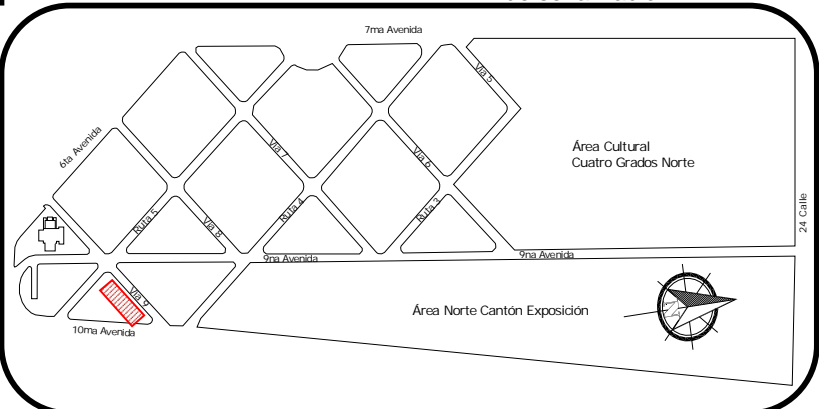 7ma Avenida
Vía 5
6ta Avenida
Vía 7
Vía 6
Área Cultural
Cuatro Grados Norte
24 Calle
Ruta 5
Vía 8
Ruta 4
Ruta 3
9na Avenida
9na Avenida
Vía 9
10ma Avenida
Área Norte Cantón Exposición